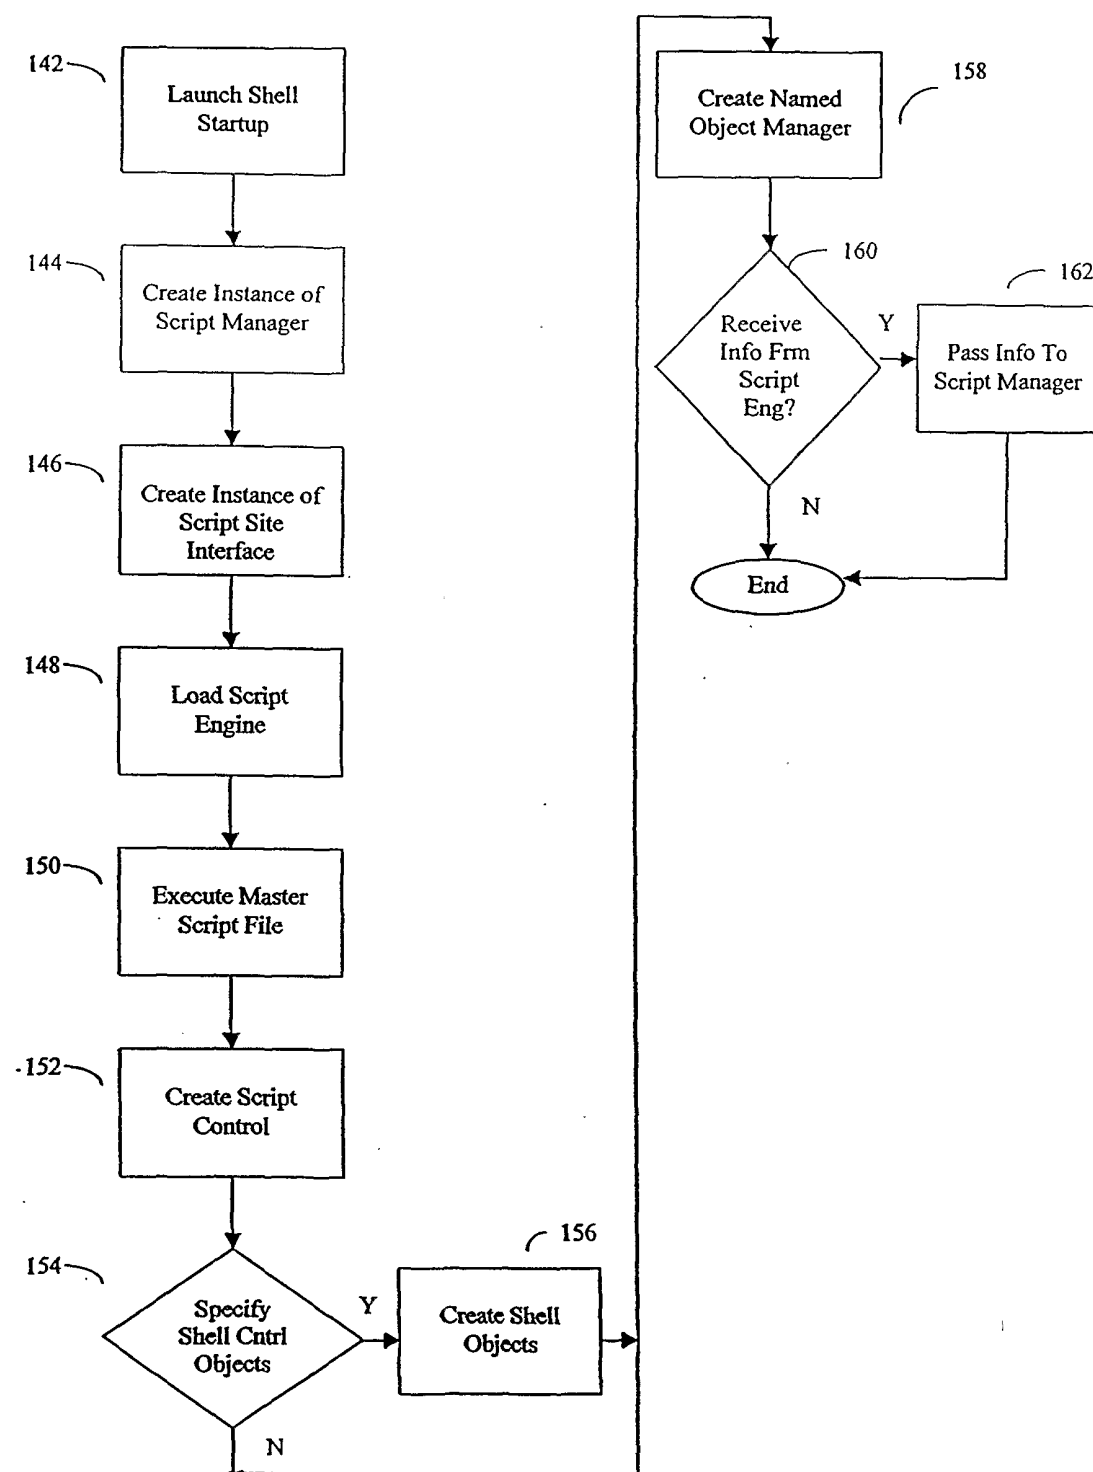 142
Launch Shell
Startup
144
Create Instance of
Script Manager
146
Create Instance of
Script Site
Interface
148
Load Script
Engine
150
Execute Master
Script File
152
Create Script
Control
154
Specify
Shell Cntrl
Objects
Y
N
156
Create Shell
Objects
158
Create Named
Object Manager
160
Receive
Info Frm
Script
Eng?
Y
N
162
Pass Info To
Script Manager
End